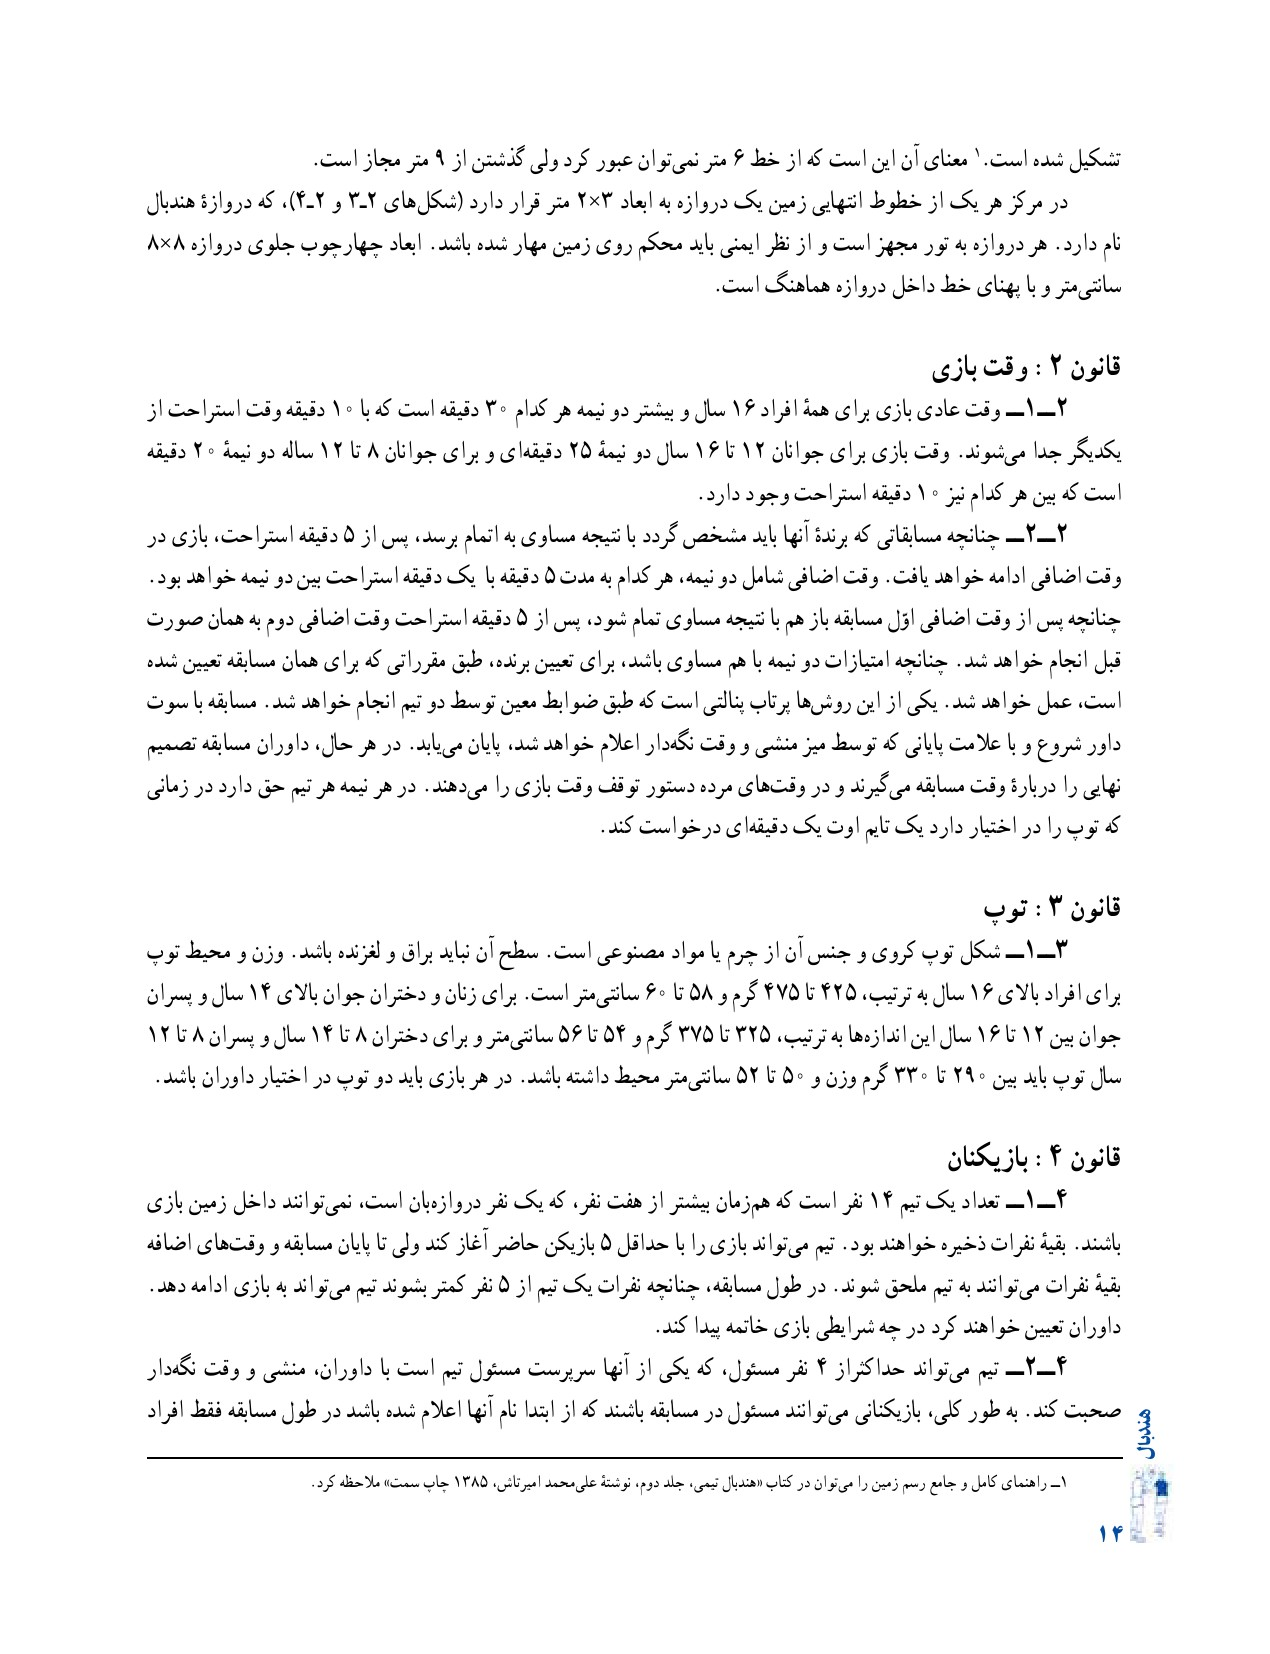 تشکیل شده است.۱ معنای آن این است که از خط ۶ متر نمی‌توان عبور کرد ولی گذشتن از ۹ متر مجاز است.
در مرکز هر یک از خطوط انتهایی زمین یک دروازه به ابعاد ۳×۲ متر قرار دارد (شکل‌های ۲ـ۳ و ۲ـ۴)، که دروازهٔ هندبال
نام دارد. هر دروازه به تور مجهز است و از نظر ایمنی باید محکم روی زمین مهار شده باشد. ابعاد چهارچوب جلوی دروازه ۸×۸
سانتی‌متر و با پهنای خط داخل دروازه هماهنگ است.
قانون ۲ : وقت بازی
۲ــ۱ــ وقت عادی بازی برای همهٔ افراد ۱۶ سال و بیشتر دو نیمه هر کدام ۳۰ دقیقه است که با ۱۰ دقیقه وقت استراحت از
یکدیگر جدا می‌شوند. وقت بازی برای جوانان ۱۲ تا ۱۶ سال دو نیمهٔ ۲۵ دقیقه‌ای و برای جوانان ۸ تا ۱۲ ساله دو نیمهٔ ۲۰ دقیقه
است که بین هر کدام نیز ۱۰ دقیقه استراحت وجود دارد.
۲ــ۲ــ چنانچه مسابقاتی که برندهٔ آنها باید مشخص گردد با نتیجه مساوی به اتمام برسد، پس از ۵ دقیقه استراحت، بازی در
وقت اضافی ادامه خواهد یافت. وقت اضافی شامل دو نیمه، هر کدام به مدت ۵ دقیقه با یک دقیقه استراحت بین دو نیمه خواهد بود.
چنانچه پس از وقت اضافی اوّل مسابقه باز هم با نتیجه مساوی تمام شود، پس از ۵ دقیقه استراحت وقت اضافی دوم به همان صورت
قبل انجام خواهد شد. چنانچه امتیازات دو نیمه با هم مساوی باشد، برای تعیین برنده، طبق مقرراتی که برای همان مسابقه تعیین شده
است، عمل خواهد شد. یکی از این روش‌ها پرتاب پنالتی است که طبق ضوابط معین توسط دو تیم انجام خواهد شد. مسابقه با سوت
داور شروع و با علامت پایانی که توسط میز منشی و وقت نگه‌دار اعلام خواهد شد، پایان می‌یابد. در هر حال، داوران مسابقه تصمیم
نهایی را دربارهٔ وقت مسابقه می‌گیرند و در وقت‌های مرده دستور توقف وقت بازی را می‌دهند. در هر نیمه هر تیم حق دارد در زمانی
که توپ را در اختیار دارد یک تایم اوت یک دقیقه‌ای درخواست کند.
قانون ۳ : توپ
۳ــ۱ــ شکل توپ کروی و جنس آن از چرم یا مواد مصنوعی است. سطح آن نباید براق و لغزنده باشد. وزن و محیط توپ
برای افراد بالای ۱۶ سال به ترتیب، ۴۲۵ تا ۴۷۵ گرم و ۵۸ تا ۶۰ سانتی‌متر است. برای زنان و دختران جوان بالای ۱۴ سال و پسران
جوان بین ۱۲ تا ۱۶ سال این اندازه‌ها به ترتیب، ۳۲۵ تا ۳۷۵ گرم و ۵۴ تا ۵۶ سانتی‌متر و برای دختران ۸ تا ۱۴ سال و پسران ۸ تا ۱۲
سال توپ باید بین ۲۹۰ تا ۳۳۰ گرم وزن و ۵۰ تا ۵۲ سانتی‌متر محیط داشته باشد. در هر بازی باید دو توپ در اختیار داوران باشد.
قانون ۴ : بازیکنان
۴ــ۱ــ تعداد یک تیم ۱۴ نفر است که هم‌زمان بیشتر از هفت نفر، که یک نفر دروازه‌بان است، نمی‌توانند داخل زمین بازی
باشند. بقیهٔ نفرات ذخیره خواهند بود. تیم می‌تواند بازی را با حداقل ۵ بازیکن حاضر آغاز کند ولی تا پایان مسابقه و وقت‌های اضافه
بقیهٔ نفرات می‌توانند به تیم ملحق شوند. در طول مسابقه، چنانچه نفرات یک تیم از ۵ نفر کمتر بشوند تیم می‌تواند به بازی ادامه دهد.
داوران تعیین خواهند کرد در چه شرایطی بازی خاتمه پیدا کند.
۴ــ۲ــ تیم می‌تواند حداکثراز ۴ نفر مسئول، که یکی از آنها سرپرست مسئول تیم است با داوران، منشی و وقت نگه‌دار
صحبت کند. به طور کلی، بازیکنانی می‌توانند مسئول در مسابقه باشند که از ابتدا نام آنها اعلام شده باشد در طول مسابقه فقط افراد
۱ــ راهنمای کامل و جامع رسم زمین را می‌توان در کتاب «هندبال تیمی، جلد دوم، نوشتهٔ علی‌محمد امیرتاش، ۱۳۸۵ چاپ سمت» ملاحظه کرد.
هندبال
۱۴